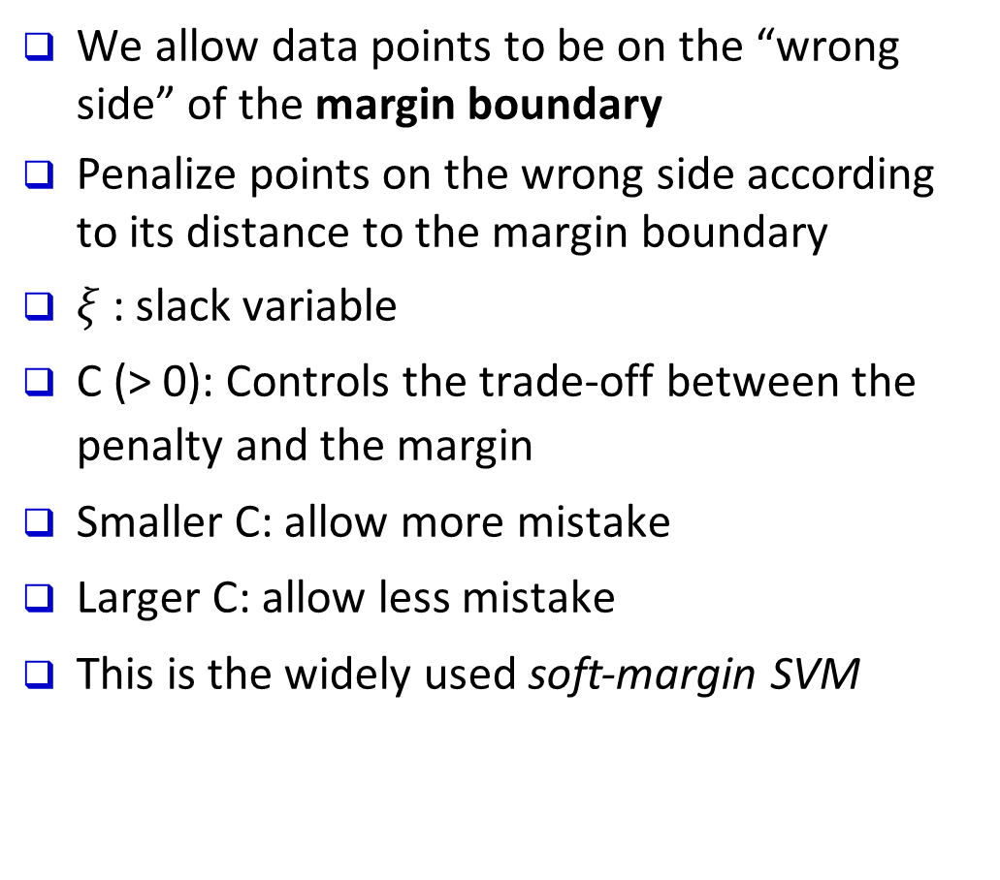 ❑ We allow data points to be on the “wrong
side” of the margin boundary
❑ Penalize points on the wrong side according
to its distance to the margin boundary
❑ ξ : slack variable
❑ C (> 0): Controls the trade-off between the
penalty and the margin
❑ Smaller C: allow more mistake
❑ Larger C: allow less mistake
❑ This is the widely used soft-margin SVM